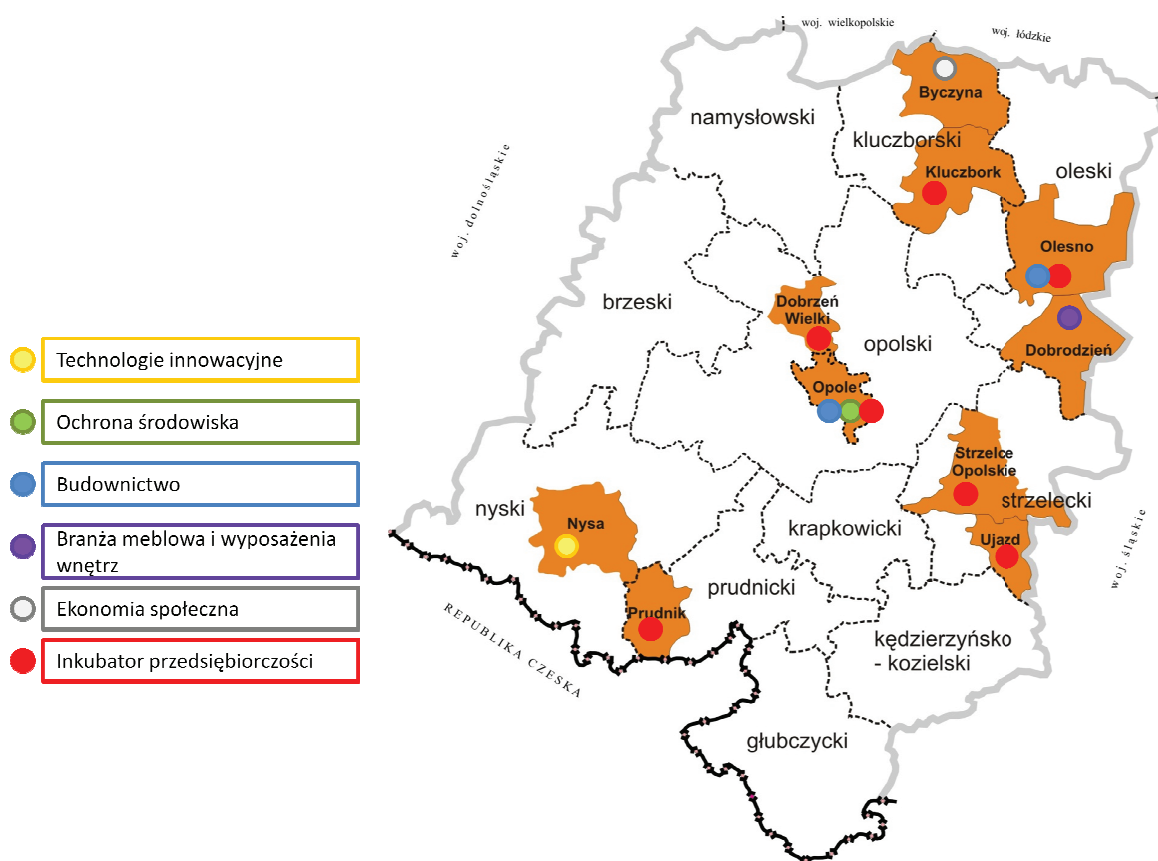 woj. wielkopolskie
woj. łódzkie
Byczyna
namysłowski
kluczborski
Kluczbork
oleski
woj. dolnośląskie
Olesno
brzeski
Dobrzeń
Wielki
opolski
Dobrodzień
Technologie innowacyjne
Opole
Ochrona środowiska
Strzelce
Opolskie
Budownictwo
strzelecki
nyski
Nysa
krapkowicki
Ujazd
woj. śląskie
Branża meblowa i wyposażenia
wnętrz
prudnicki
Ekonomia społeczna
Prudnik
REPUBLIKA CZESKA
kędzierzyńsko
- kozielski
Inkubator przedsiębiorczości
głubczycki